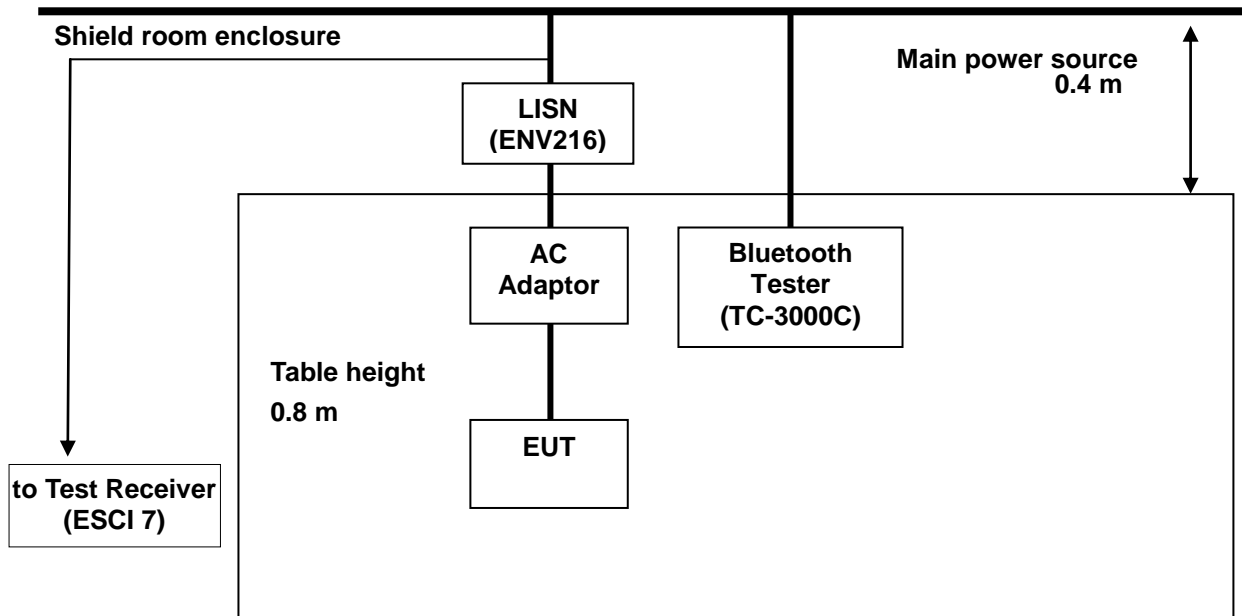 Shield room enclosure
Main power source
0.4 m
LISN
(ENV216)
AC
Adaptor
Bluetooth
Tester
(TC-3000C)
Table height
0.8 m
EUT
to Test Receiver
(ESCI 7)